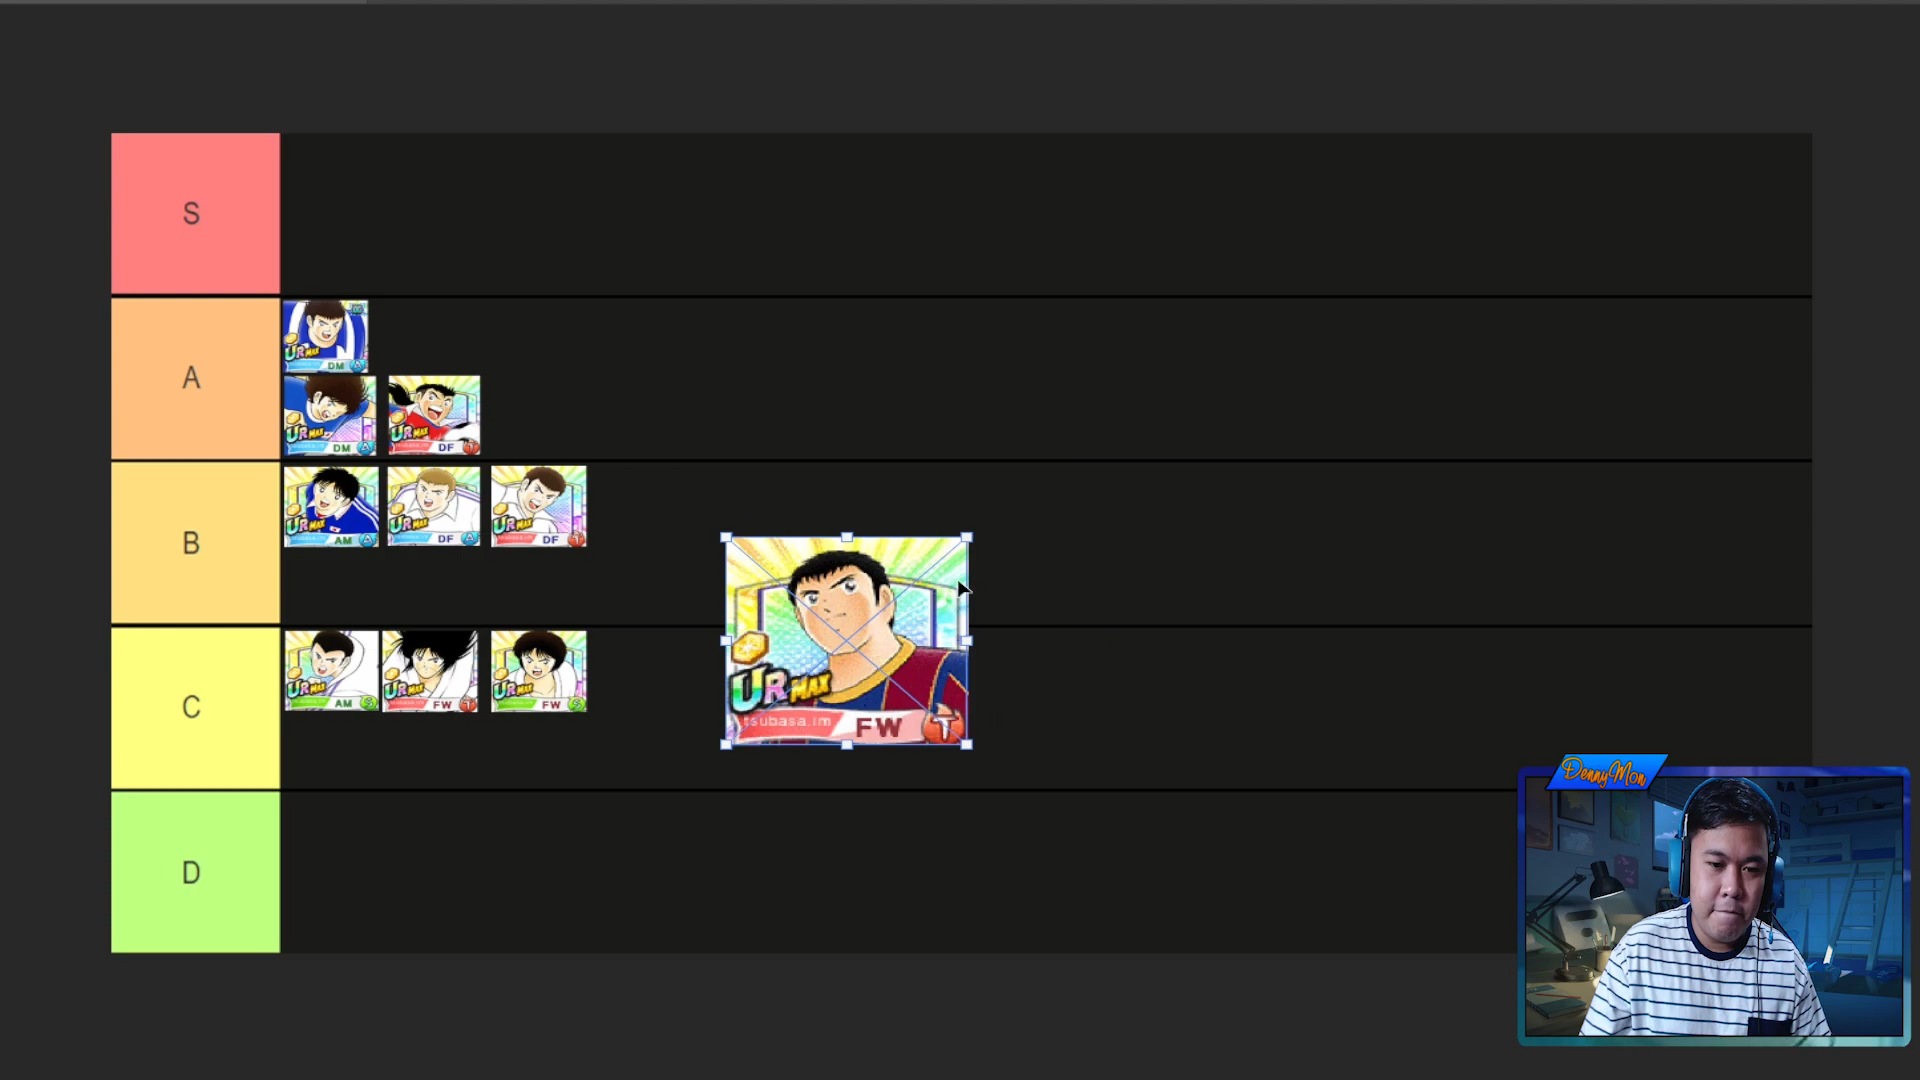 S
A
UR MAX
DM A
UR MAX
DM A
UR MAX
DF T
B
UR MAX
AM A
UR MAX
DF A
UR MAX
DF T
C
UR MAX
AM S
UR MAX
FW T
UR MAX
FW S
UR MAX
tsubasa.im FW T
D
DennyMon